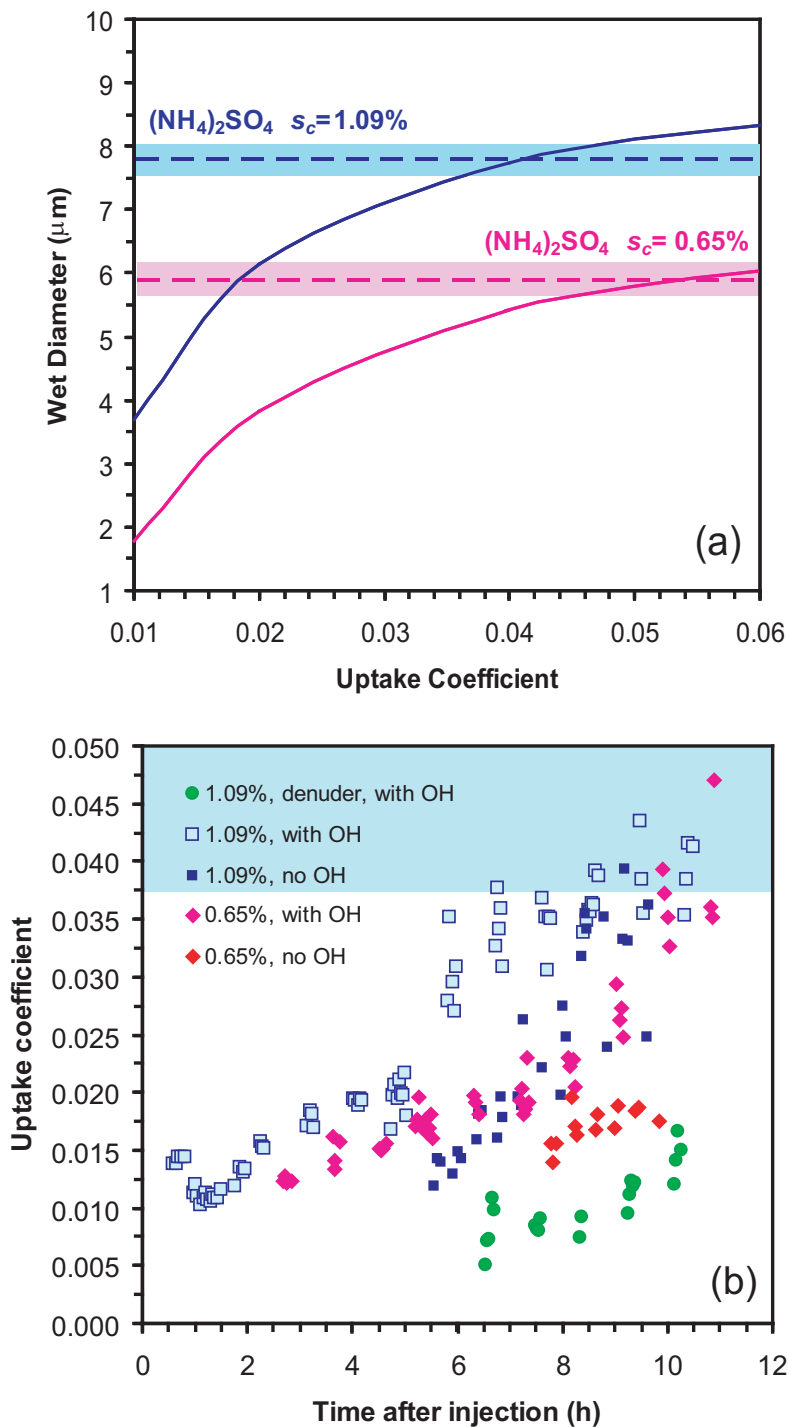 10
9
8
7
6
5
4
3
2
1
Wet Diameter (μm)
(NH4)2SO4 sc=1.09%
(NH4)2SO4 sc= 0.65%
(a)
0.01 0.02 0.03 0.04 0.05 0.06
Uptake Coefficient
0.050
0.045
0.040
0.035
0.030
0.025
0.020
0.015
0.010
0.005
0.000
Uptake coefficient
1.09%, denuder, with OH
1.09%, with OH
1.09%, no OH
0.65%, with OH
0.65%, no OH
(b)
0 2 4 6 8 10 12
Time after injection (h)